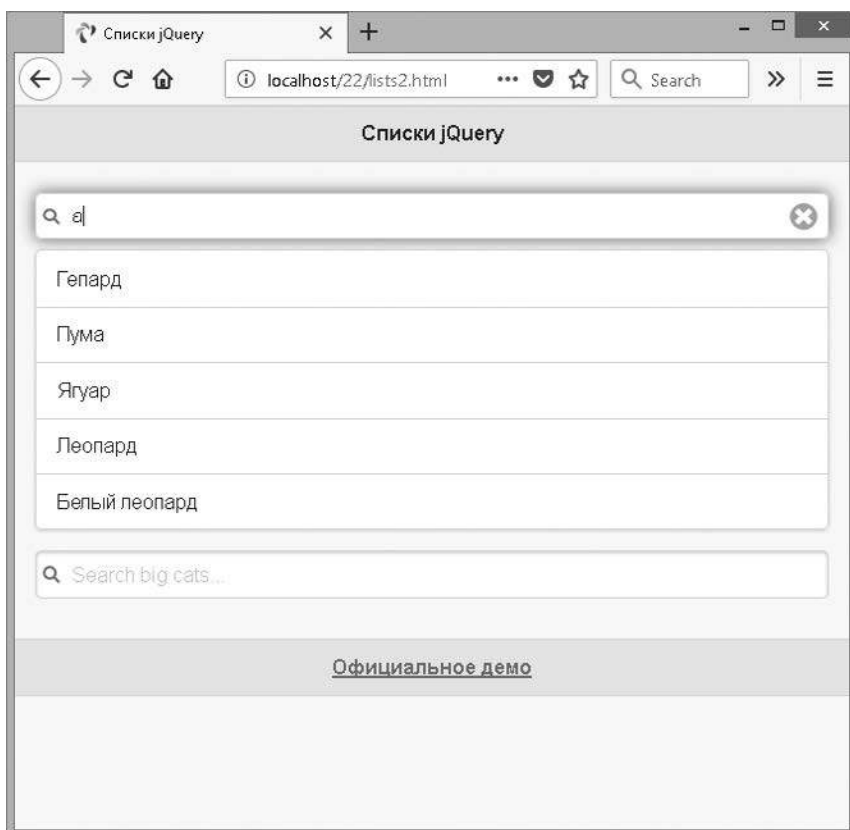 Списки jQuery
localhost/22/lists2.html
Search
Списки jQuery
а
Гепард
Пума
Ягуар
Леопард
Белый леопард
Search big cats...
Официальное демо